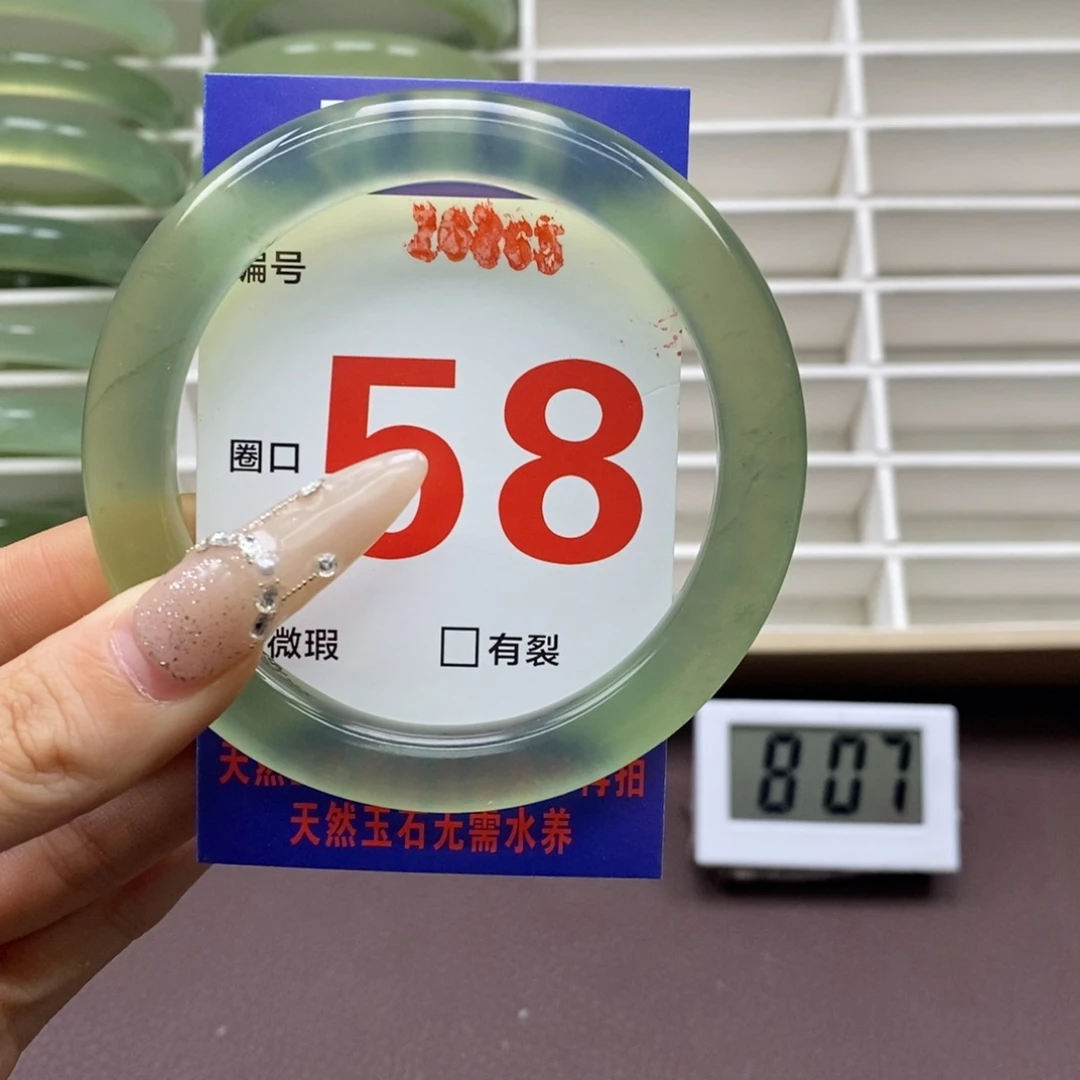 编号
圈口 58
微瑕 □有裂
天然玉石无需水养
807